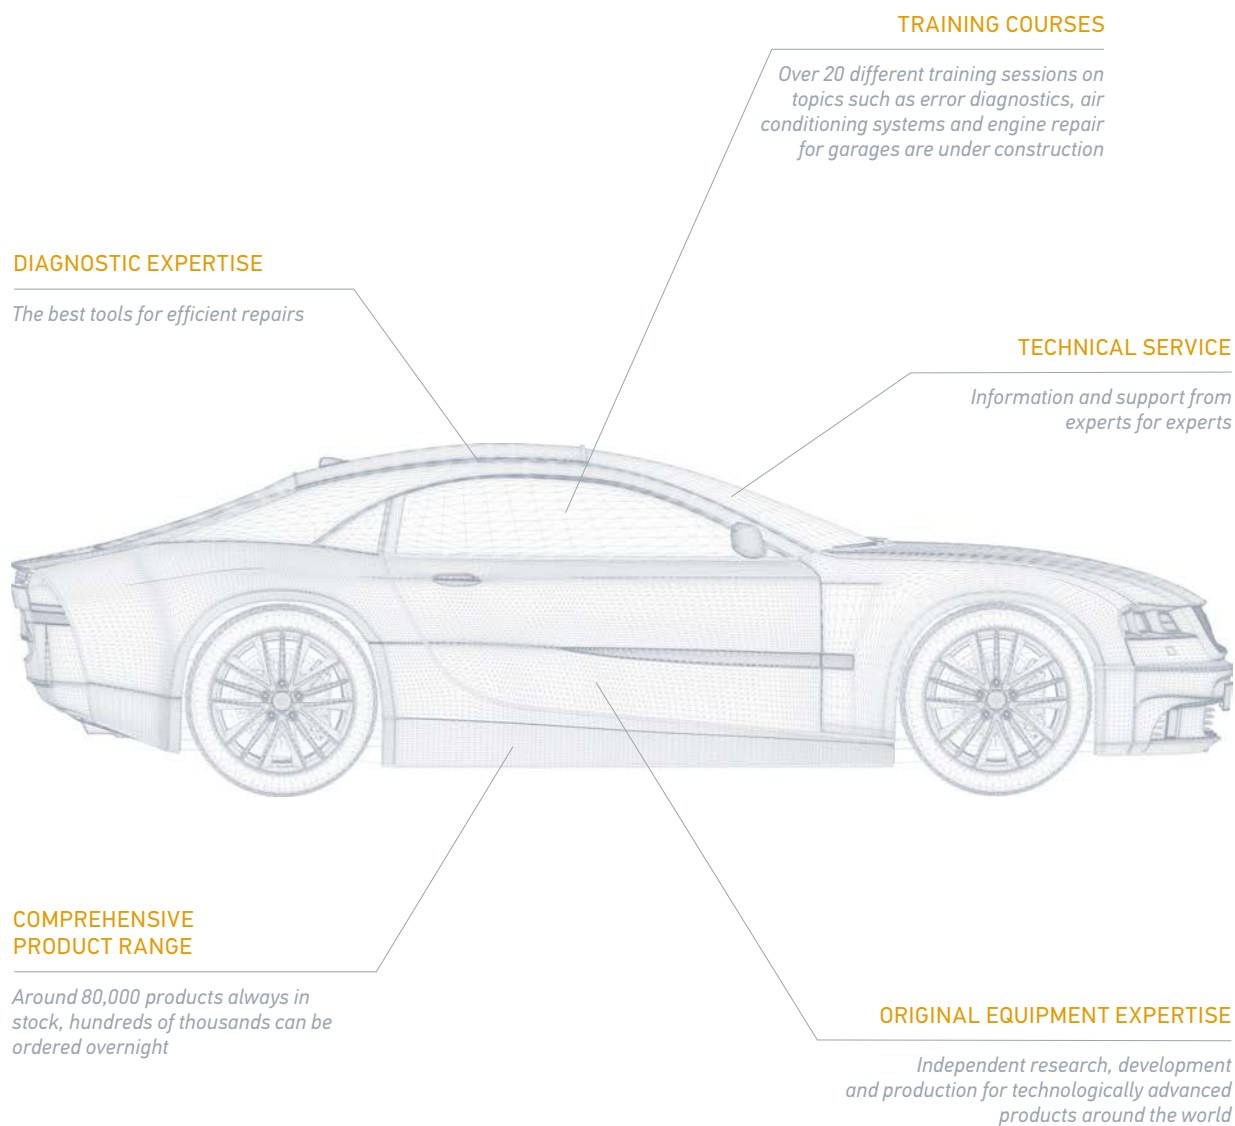 TRAINING COURSES
Over 20 different training sessions on
topics such as error diagnostics, air
conditioning systems and engine repair
for garages are under construction
DIAGNOSTIC EXPERTISE
The best tools for efficient repairs
TECHNICAL SERVICE
Information and support from
experts for experts
COMPREHENSIVE
PRODUCT RANGE
Around 80,000 products always in
stock, hundreds of thousands can be
ordered overnight
ORIGINAL EQUIPMENT EXPERTISE
Independent research, development
and production for technologically advanced
products around the world